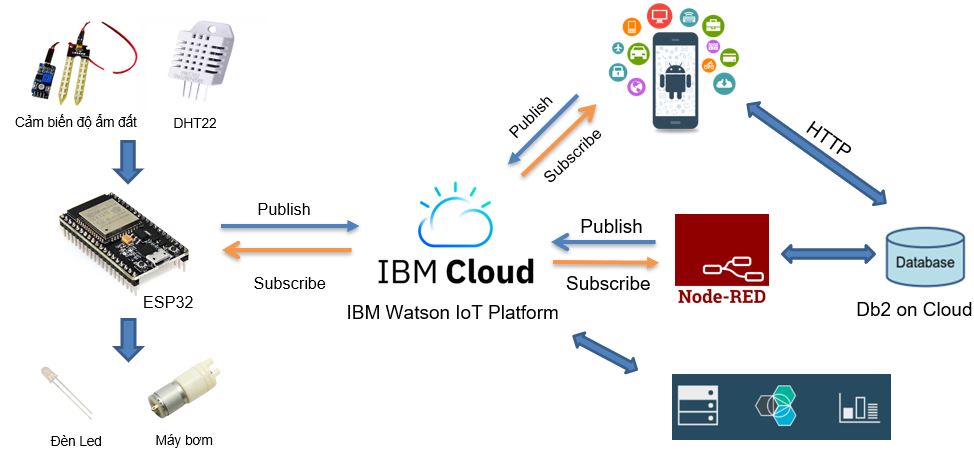 Cảm biến độ ẩm đất
DHT22
Publish
Subscribe
HTTP
Publish
Subscribe
ESP32
IBM Cloud
IBM Watson IoT Platform
Publish
Subscribe
Node-RED
Database
Db2 on Cloud
Đèn Led
Máy bơm